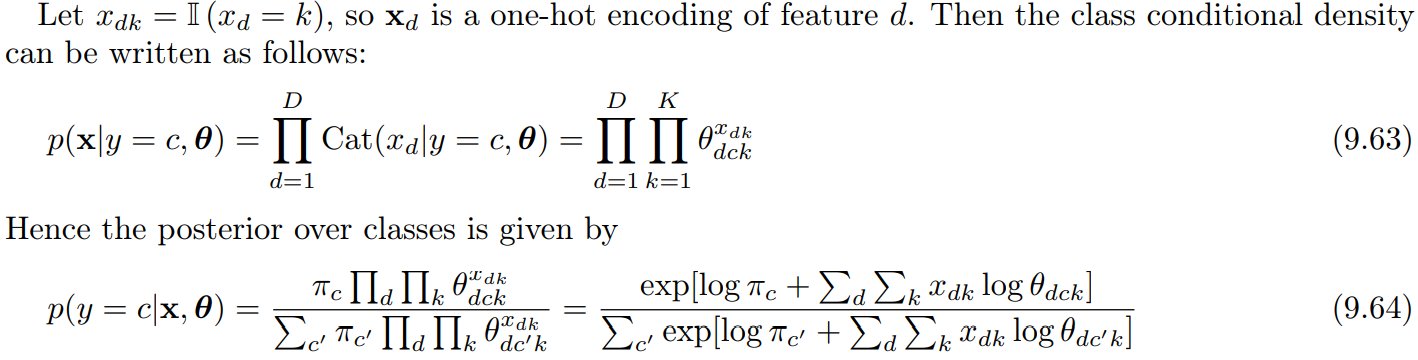 Let $x_{dk} = \mathbb{I}(x_d = k)$, so $\mathbf{x}_d$ is a one-hot encoding of feature $d$. Then the class conditional density
can be written as follows:
$$p(\mathbf{x}|y = c, \boldsymbol{\theta}) = \prod_{d=1}^{D} \text{Cat}(x_d|y = c, \boldsymbol{\theta}) = \prod_{d=1}^{D} \prod_{k=1}^{K} \theta_{dck}^{x_{dk}} \quad (9.63)$$
Hence the posterior over classes is given by
$$p(y = c|\mathbf{x}, \boldsymbol{\theta}) = \frac{\pi_c \prod_d \prod_k \theta_{dck}^{x_{dk}}}{\sum_{c'} \pi_{c'} \prod_d \prod_k \theta_{dc'k}^{x_{dk}}} = \frac{\exp[\log \pi_c + \sum_d \sum_k x_{dk} \log \theta_{dck}]}{\sum_{c'} \exp[\log \pi_{c'} + \sum_d \sum_k x_{dk} \log \theta_{dc'k}]} \quad (9.64)$$